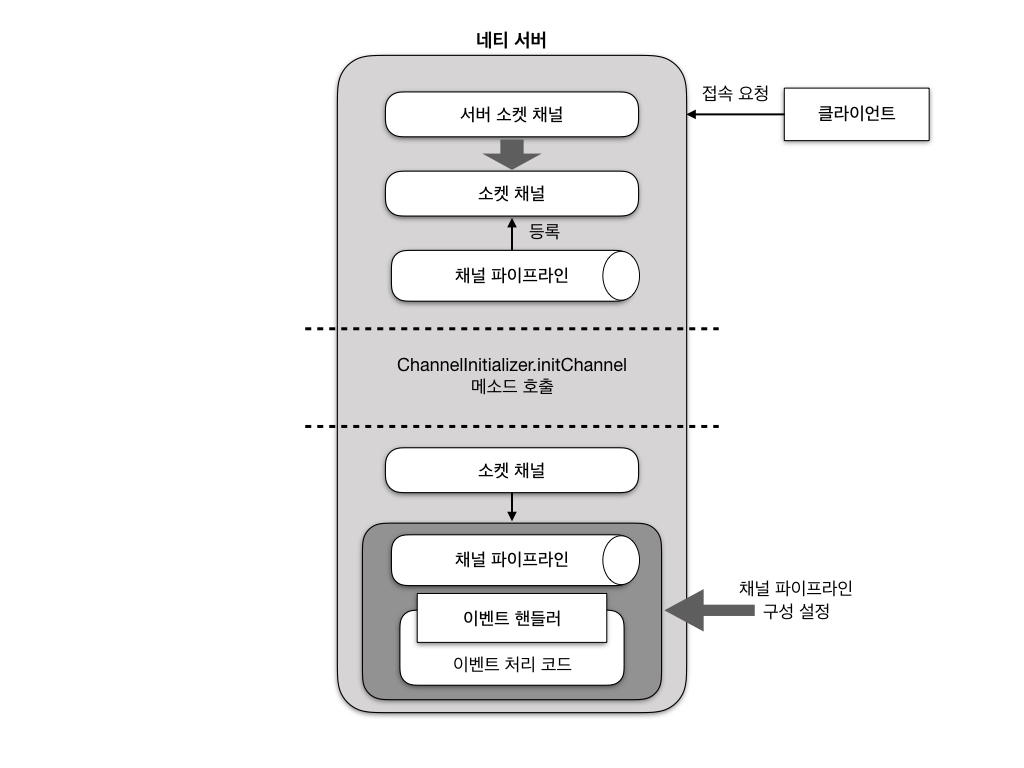 네티 서버
서버 소켓 채널
접속 요청
클라이언트
소켓 채널
등록
채널 파이프라인
ChannelInitializer.initChannel
메소드 호출
소켓 채널
채널 파이프라인
이벤트 핸들러
이벤트 처리 코드
채널 파이프라인
구성 설정